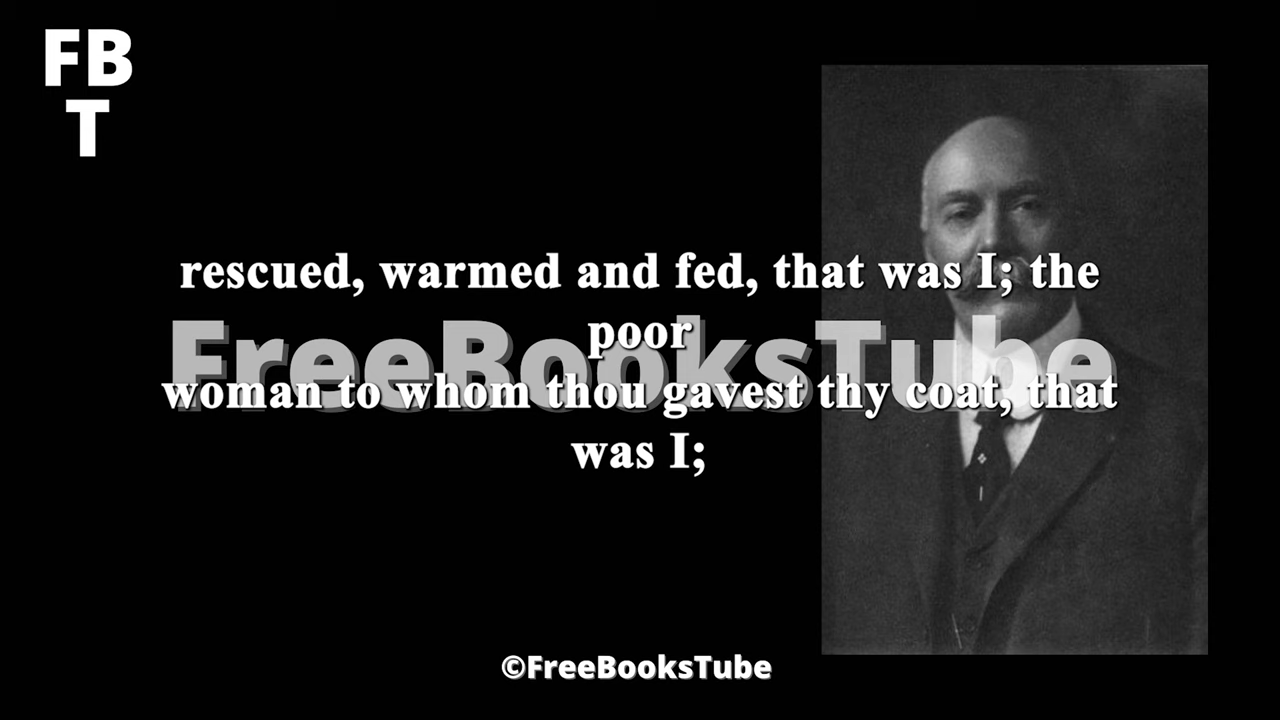 FB
T
rescued, warmed and fed, that was I; the
poor
FreeBooksTube
woman to whom thou gavest thy coat, that
was I;
©FreeBooksTube